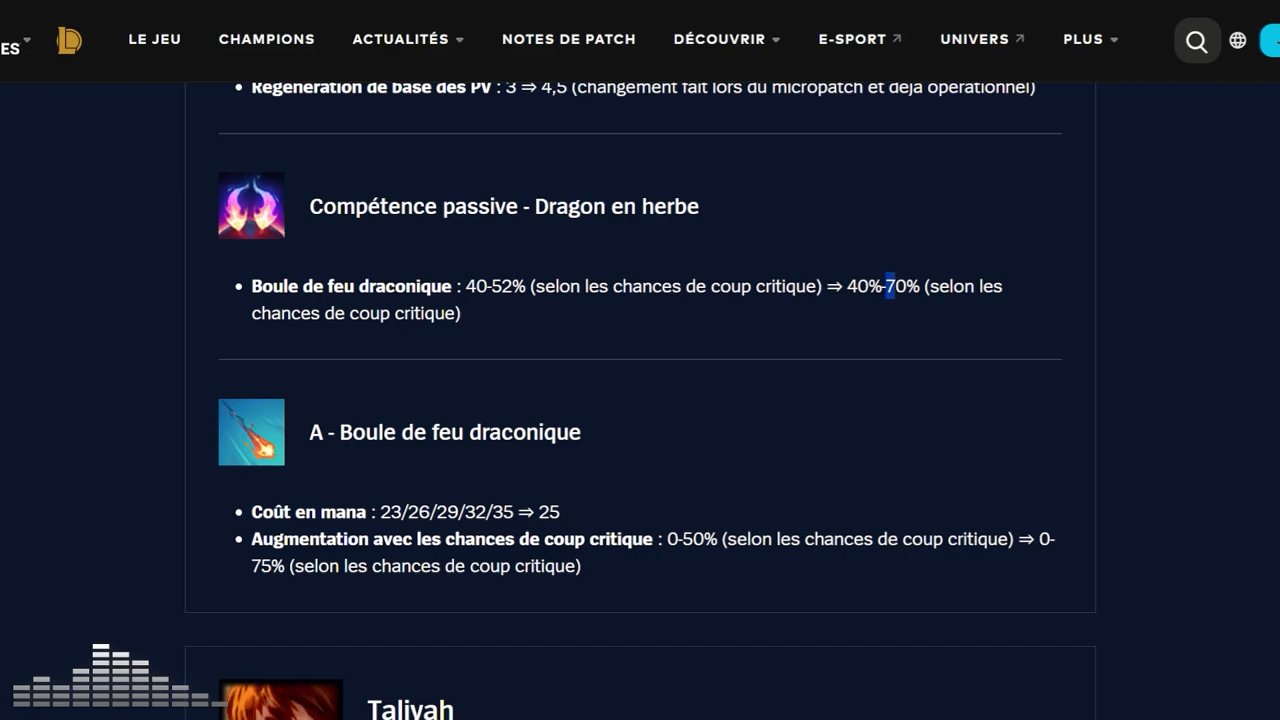 ES
LE JEU
CHAMPIONS
ACTUALITÉS
NOTES DE PATCH
DÉCOUVRIR
E-SPORT
UNIVERS
PLUS
• Régénération de base des PV : 3 ⇒ 4,5 (changement fait lors du micropatch et déjà opérationnel)
Compétence passive - Dragon en herbe
• Boule de feu draconique : 40-52% (selon les chances de coup critique) ⇒ 40%-70% (selon les
chances de coup critique)
A - Boule de feu draconique
• Coût en mana : 23/26/29/32/35 ⇒ 25
• Augmentation avec les chances de coup critique : 0-50% (selon les chances de coup critique) ⇒ 0-
75% (selon les chances de coup critique)
Taliyah